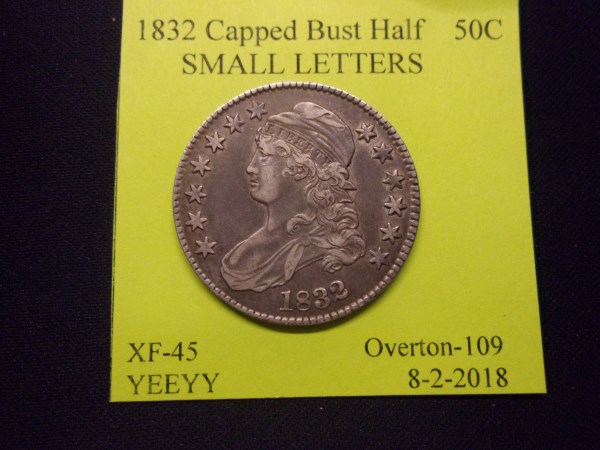 1832 Capped Bust Half 50C
SMALL LETTERS
LIBERTY
1832
XF-45 Overton-109
YEEYY 8-2-2018